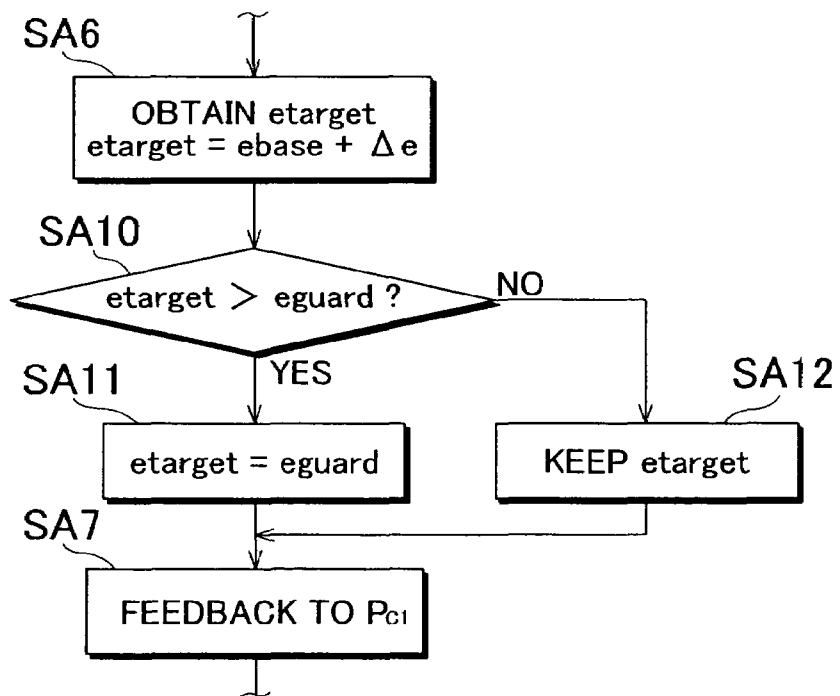 SA6
OBTAIN etarget
etarget = ebase + Δe
SA10
etarget > eguard ?
NO
YES
SA11
etarget = eguard
SA12
KEEP etarget
SA7
FEEDBACK TO PC1